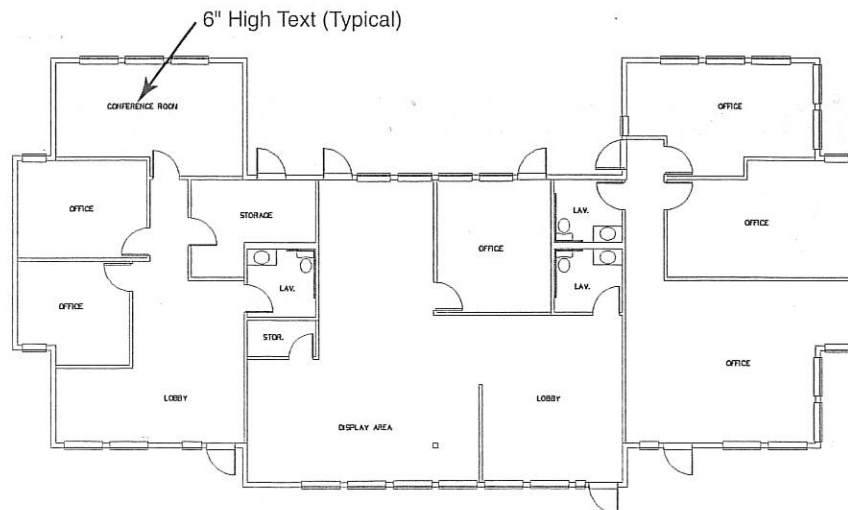 6" High Text (Typical)
CONFERENCE ROOM
OFFICE
OFFICE
STORAGE
LAV.
OFFICE
OFFICE
LAV.
LAV.
OFFICE
STOR.
OFFICE
LOBBY
LOBBY
DISPLAY AREA